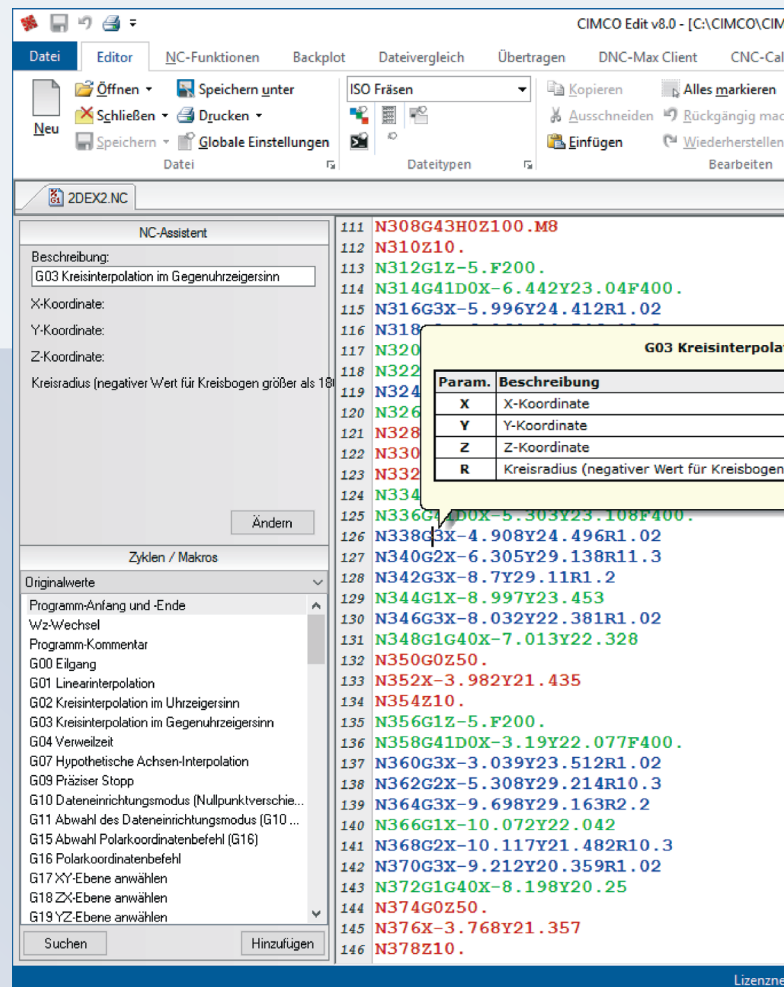 CIMCO Edit v8.0 - [C:\CIMCO\CIM
Datei Editor NC-Funktionen Backplot Dateivergleich Übertragen DNC-Max Client CNC-Cal
Neu
Öffnen
Schließen
Speichern
Speichern unter
Drucken
Globale Einstellungen
Datei
ISO Fräsen
Dateitypen
Kopieren
Ausschneiden
Einfügen
Alles markieren
Rückgängig mac
Wiederherstellen
Bearbeiten
2DEX2.NC
NC-Assistent
Beschreibung:
G03 Kreisinterpolation im Gegenuhrzeigersinn
X-Koordinate:
Y-Koordinate:
Z-Koordinate:
Kreisradius (negativer Wert für Kreisbogen größer als 18
Ändern
Zyklen / Makros
Originalwerte
Programm-Anfang und -Ende
Wz-Wechsel
Programm-Kommentar
G00 Eilgang
G01 Linearinterpolation
G02 Kreisinterpolation im Uhrzeigersinn
G03 Kreisinterpolation im Gegenuhrzeigersinn
G04 Verweilzeit
G07 Hypothetische Achsen-Interpolation
G09 Präziser Stopp
G10 Dateneinrichtungsmodus (Nullpunktverschie...
G11 Abwahl des Dateneinrichtungsmodus (G10 ...
G15 Abwahl Polarkoordinatenbefehl (G16)
G16 Polarkoordinatenbefehl
G17 XY-Ebene anwählen
G18 ZX-Ebene anwählen
G19 YZ-Ebene anwählen
Suchen Hinzufügen
111 N308G43H0Z100.M8
112 N310Z10.
113 N312G1Z-5.F200.
114 N314G41D0X-6.442Y23.04F400.
115 N316G3X-5.996Y24.412R1.02
116 N318
117 N320
118 N322
119 N324
120 N326
121 N328
122 N330
123 N332
124 N334
125 N336G41D0X-5.303Y23.108F400.
126 N338G3X-4.908Y24.496R1.02
127 N340G2X-6.305Y29.138R11.3
128 N342G3X-8.7Y29.11R1.2
129 N344G1X-8.997Y23.453
130 N346G3X-8.032Y22.381R1.02
131 N348G1G40X-7.013Y22.328
132 N350G0Z50.
133 N352X-3.982Y21.435
134 N354Z10.
135 N356G1Z-5.F200.
136 N358G41D0X-3.19Y22.077F400.
137 N360G3X-3.039Y23.512R1.02
138 N362G2X-5.308Y29.214R10.3
139 N364G3X-9.698Y29.163R2.2
140 N366G1X-10.072Y22.042
141 N368G2X-10.117Y21.482R10.3
142 N370G3X-9.212Y20.359R1.02
143 N372G1G40X-8.198Y20.25
144 N374G0Z50.
145 N376X-3.768Y21.357
146 N378Z10.
G03 Kreisinterpola
Param. Beschreibung
X X-Koordinate
Y Y-Koordinate
Z Z-Koordinate
R Kreisradius (negativer Wert für Kreisbogen
Lizenzne